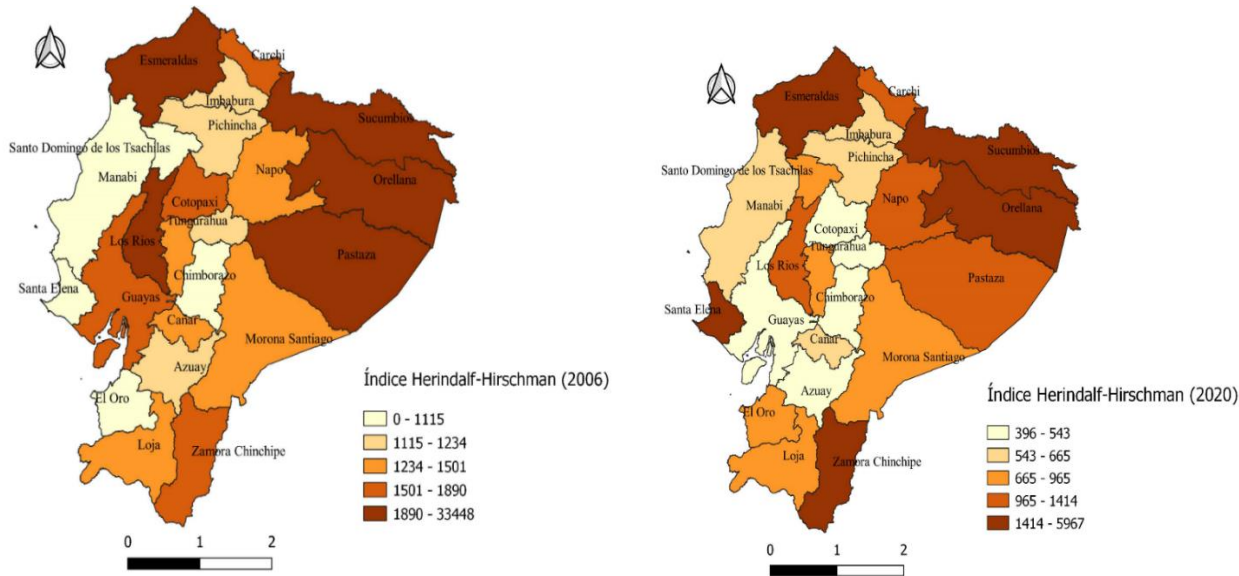 Esmeraldas
Carchi
Imbabura
Sucumbios
Pichincha
Santo Domingo de los Tsachilas
Manabi
Napo
Orellana
Cotopaxi
Tungurahua
Los Rios
Pastaza
Chimborazo
Santa Elena
Guayas
Cañar
Morona Santiago
Azuay
El Oro
Loja
Zamora Chinchipe
Índice Herindalf-Hirschman (2006)
0 - 1115
1115 - 1234
1234 - 1501
1501 - 1890
1890 - 33448
0 1 2
Esmeraldas
Carchi
Imbabura
Sucumbios
Pichincha
Santo Domingo de los Tsachilas
Manabi
Napo
Orellana
Cotopaxi
Tungurahua
Los Rios
Pastaza
Chimborazo
Santa Elena
Guayas
Cañar
Morona Santiago
Azuay
El Oro
Loja
Zamora Chinchipe
Índice Herindalf-Hirschman (2020)
396 - 543
543 - 665
665 - 965
965 - 1414
1414 - 5967
0 1 2